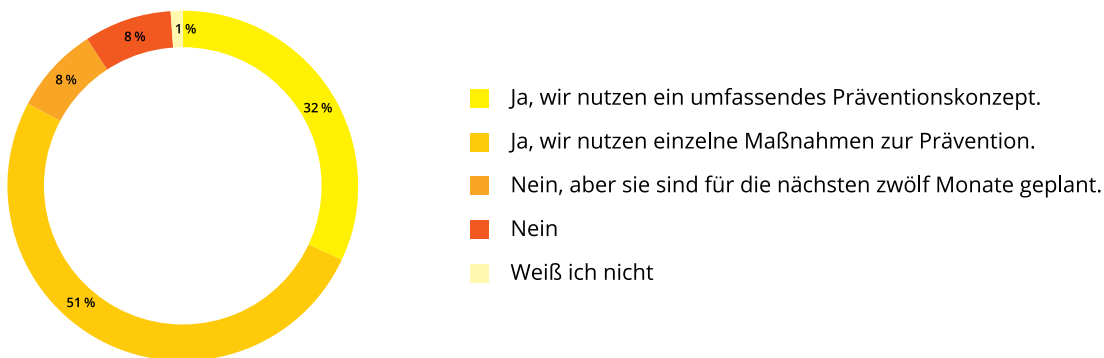 1 %
8 %
8 %
32 %
51 %
Ja, wir nutzen ein umfassendes Präventionskonzept.
Ja, wir nutzen einzelne Maßnahmen zur Prävention.
Nein, aber sie sind für die nächsten zwölf Monate geplant.
Nein
Weiß ich nicht